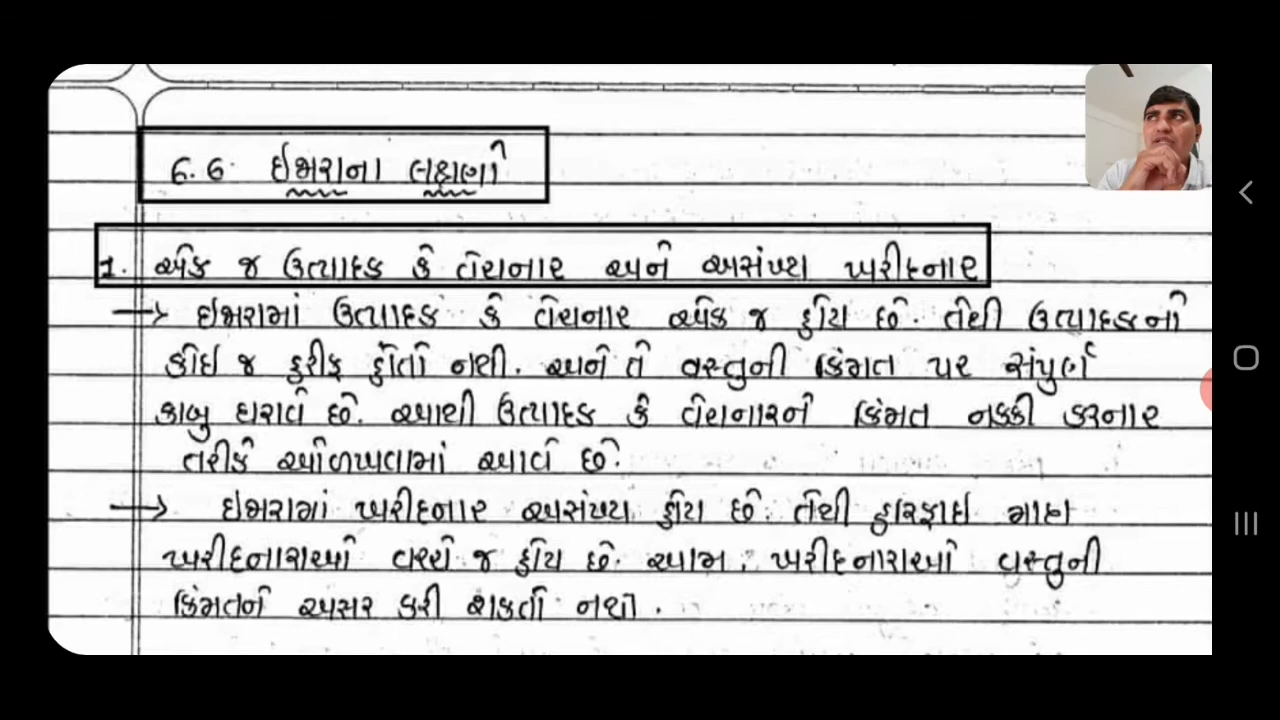 6.6 ઈજારાના લક્ષણો
1. એક જ ઉત્પાદક કે વેચનાર અને અસંખ્ય ખરીદનાર
→ ઈજારામાં ઉત્પાદક કે વેચનાર એક જ હોય છે. તેથી ઉત્પાદકનો
કોઈ જ હરીફ હોતો નથી. અને તે વસ્તુની કિંમત પર સંપુર્ણ
કાબુ ધરાવે છે. આથી ઉત્પાદક કે વેચનારને કિંમત નક્કી કરનાર
તરીકે ઓળખવામાં આવે છે.
→ ઈજારામાં ખરીદનાર અસંખ્ય હોય છે. તેથી હારફાઈ માત્ર
ખરીદનારાઓ વચ્ચે જ હોય છે. આમ, ખરીદનારાઓ વસ્તુની
કિંમતને અસર કરી શકતો નથી.